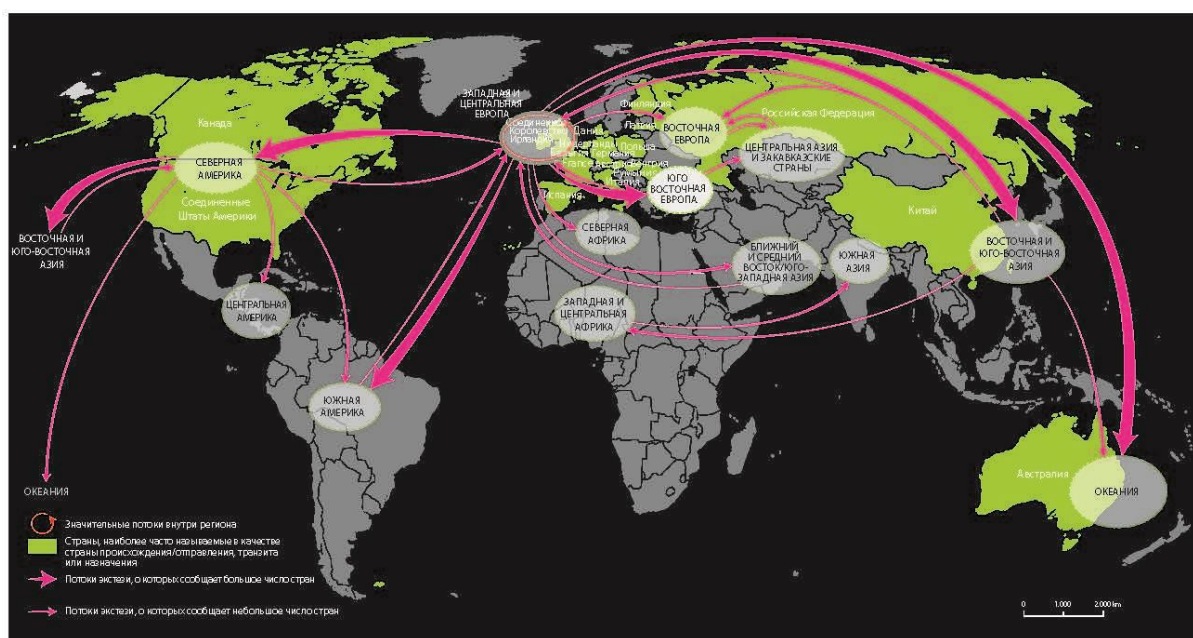 ЗАПАДНАЯ И
ЦЕНТРАЛЬНАЯ
ЕВРОПА
Канада
СЕВЕРНАЯ
АМЕРИКА
Соединенные
Штаты Америки
ВОСТОЧНАЯ И
ЮГО-ВОСТОЧНАЯ
АЗИЯ
ЦЕНТРАЛЬНАЯ
АМЕРИКА
ЮЖНАЯ
АМЕРИКА
Королевство
Ирландия
Дания
Германия
France
Испания
Италия
Финляндия
Латвия
Польша
ВОСТОЧНАЯ
ЕВРОПА
Российская Федерация
ЦЕНТРАЛЬНАЯ АЗИЯ
И ЗАКАВКАЗСКИЕ
СТРАНЫ
ЮГО
ВОСТОЧНАЯ
ЕВРОПА
СЕВЕРНАЯ
АФРИКА
БЛИЖНИЙ
И СРЕДНИЙ
ВОСТОК/ЮГО-
ЗАПАДНАЯ АЗИЯ
ЮЖНАЯ
АЗИЯ
Китай
ВОСТОЧНАЯ И
ЮГО-ВОСТОЧНАЯ
АЗИЯ
ЗАПАДНАЯ И
ЦЕНТРАЛЬНАЯ
АФРИКА
Австралия
ОКЕАНИЯ
ОКЕАНИЯ
Значительные потоки внутри региона
Страны, наиболее часто называемые в качестве
страны происхождения/отправления, транзита
или назначения
Потоки экстези, о которых сообщает большое число стран
Потоки экстези, о которых сообщает небольшое число стран
0 1.000 2.000 km